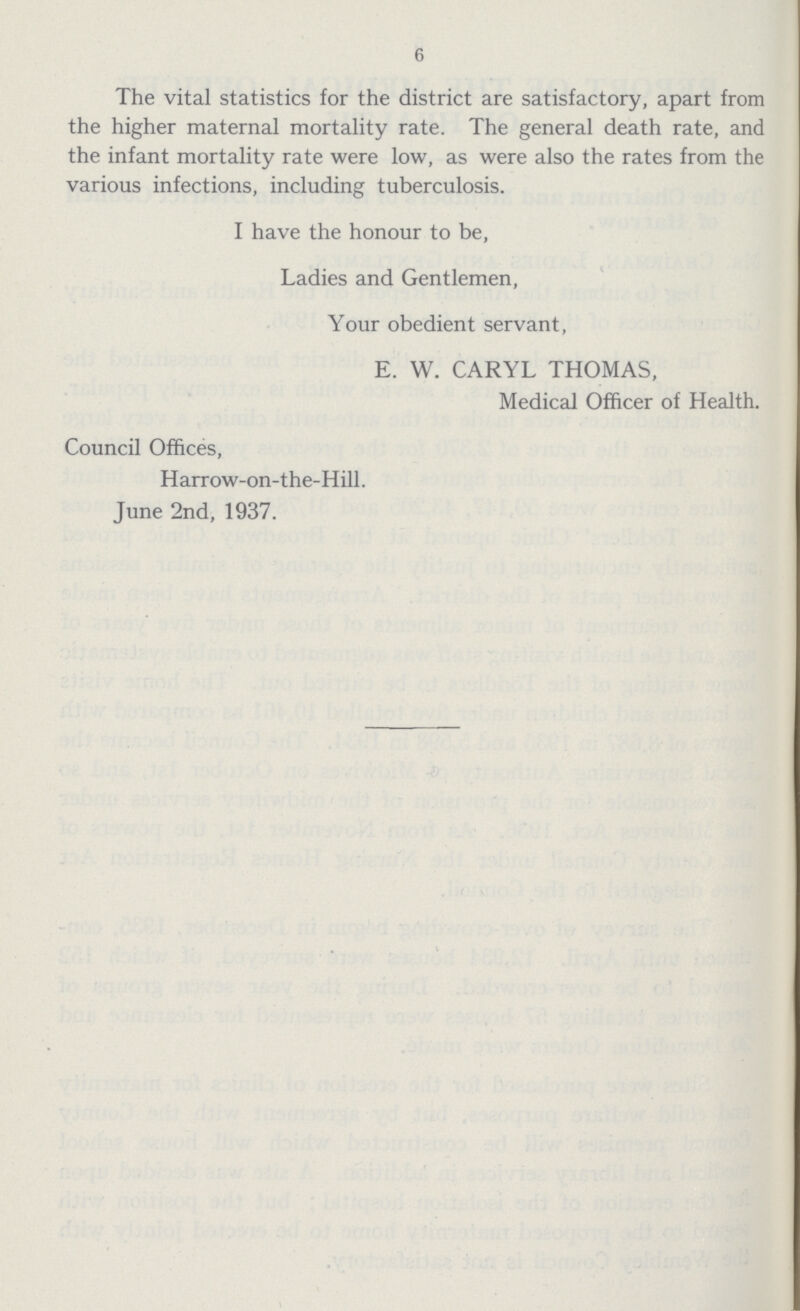 6
The vital statistics for the district are satisfactory, apart from
the higher maternal mortality rate. The general death rate, and
the infant mortality rate were low, as were also the rates from the
various infections, including tuberculosis.
I have the honour to be,
Ladies and Gentlemen,
Your obedient servant,
E. W. CARYL THOMAS,
Medical Officer of Health.
Council Offices,
Harrow-on-the-Hill.
June 2nd, 1937.